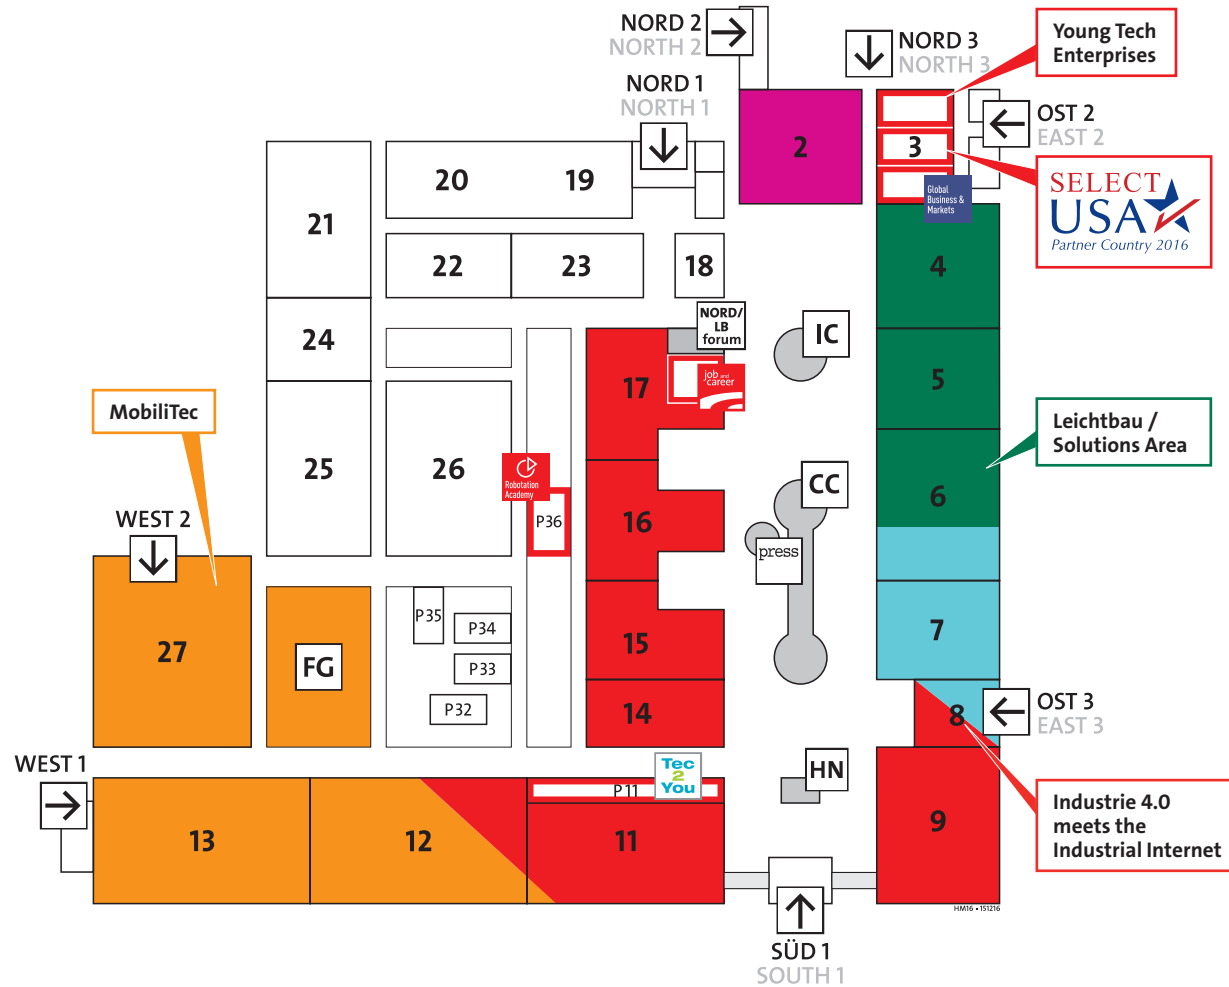 NORD 2
NORTH 2
NORD 3
NORTH 3
Young Tech
Enterprises
NORD 1
NORTH 1
OST 2
EAST 2
2
3
20
19
21
Global
Business &
Markets
SELECT
USA
Partner Country 2016
22
23
18
4
24
NORD/
LB
forum
IC
17
job and
career
5
MobiliTec
Leichtbau /
Solutions Area
25
26
Robotation
Academy
P36
16
CC
6
WEST 2
press
P35
P34
7
27
FG
P33
15
P32
14
8
OST 3
EAST 3
WEST 1
Tec
2
You
HN
P 11
Industrie 4.0
meets the
Industrial Internet
13
12
11
9
HM16 • 151216
SÜD 1
SOUTH 1